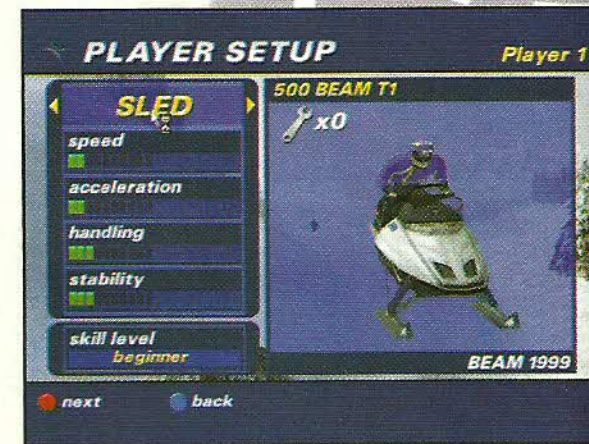 PLAYER SETUP
Player 1
SLED
speed
acceleration
handling
stability
skill level
beginner
500 BEAM T1
x0
BEAM 1999
next
back